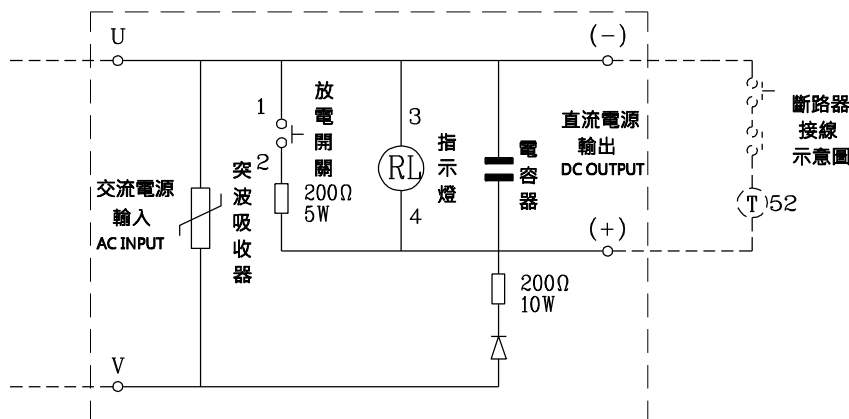 U
(-)
1
2
放電開關
200Ω
5W
3
RL
4
指示燈
電容器
直流電源
輸出
DC OUTPUT
斷路器
接線
示意圖
T
52
交流電源
輸入
AC INPUT
突波吸收器
(+)
200Ω
10W
V